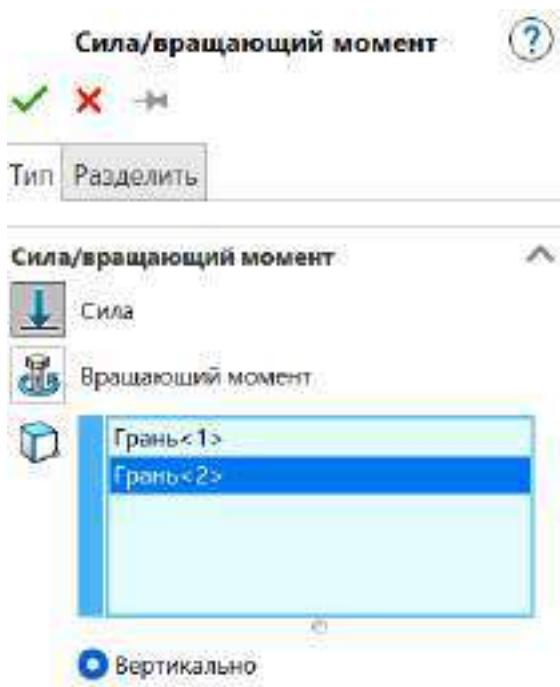 Сила/вращающий момент
?
Тип Разделить
Сила/вращающий момент
Сила
Вращающий момент
Грань<1>
Грань<2>
Вертикально